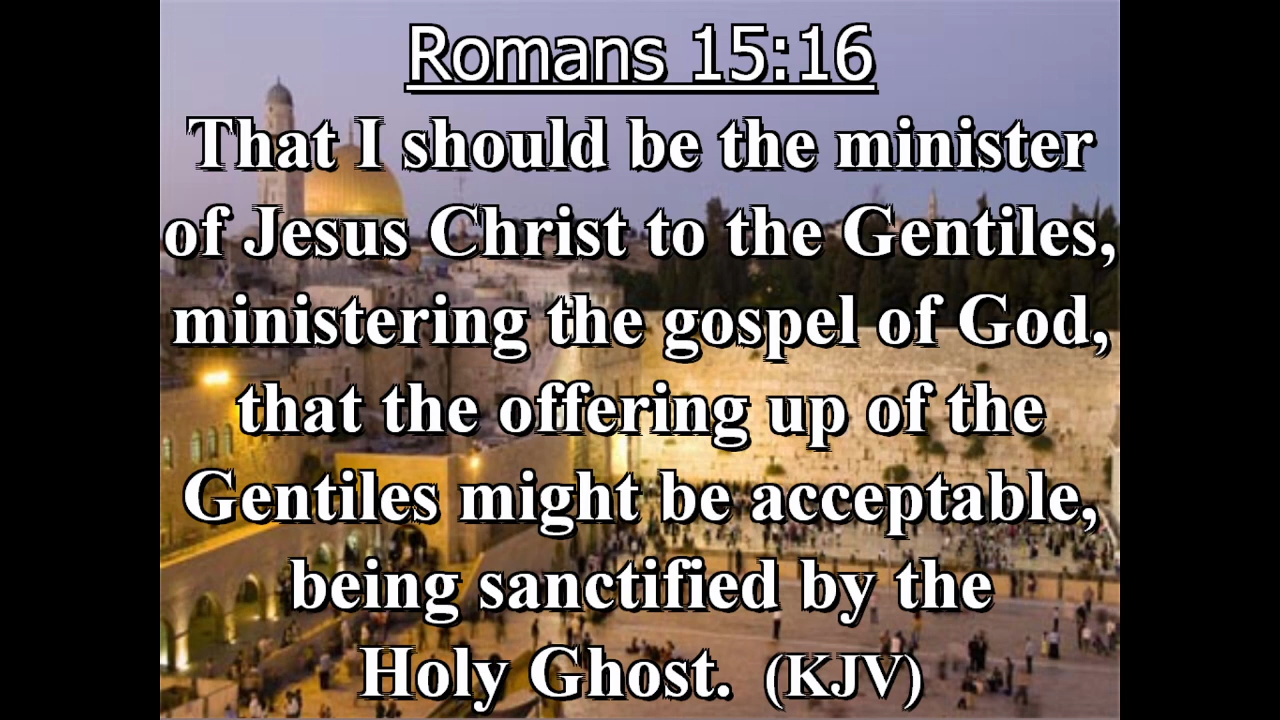 Romans 15:16
That I should be the minister
of Jesus Christ to the Gentiles,
ministering the gospel of God,
that the offering up of the
Gentiles might be acceptable,
being sanctified by the
Holy Ghost. (KJV)